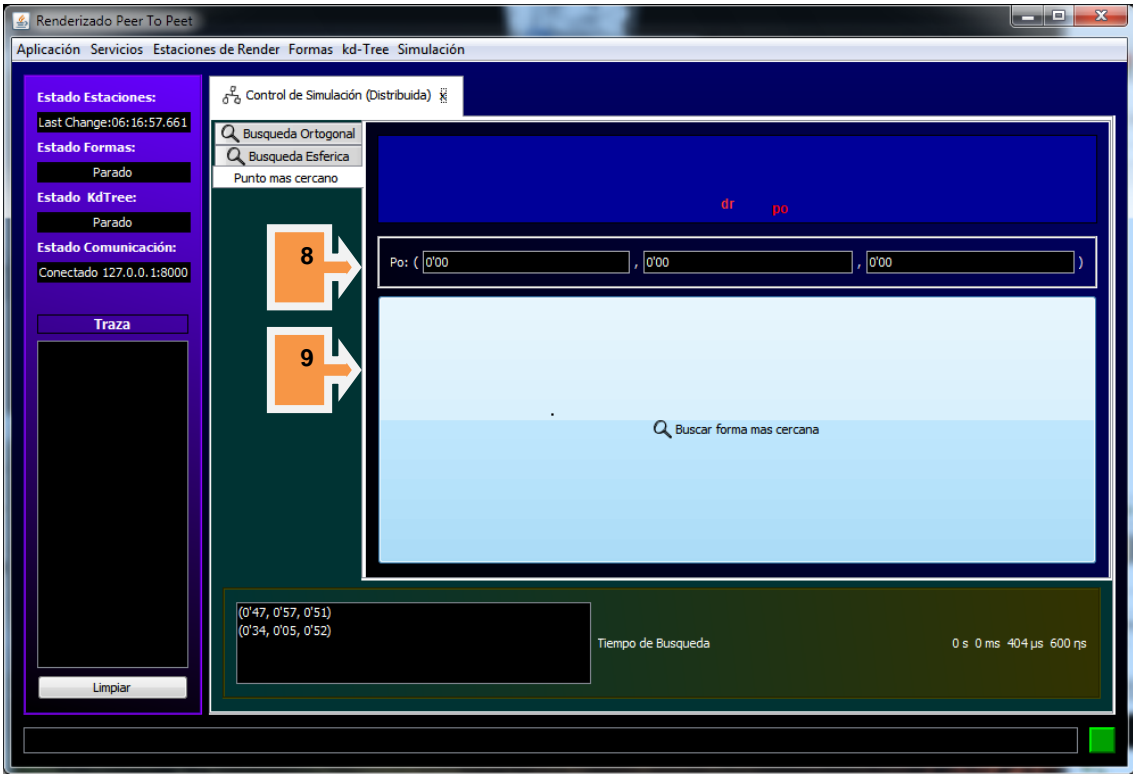 Renderizado Peer To Peet
Aplicación Servicios Estaciones de Render Formas kd-Tree Simulación
Estado Estaciones:
Last Change:06:16:57.661
Estado Formas:
Parado
Estado KdTree:
Parado
Estado Comunicación:
Conectado 127.0.0.1:8000
Traza
Limpiar
Control de Simulación (Distribuida) x
Busqueda Ortogonal
Busqueda Esferica
Punto mas cercano
dr
po
8
Po: ( 0'00 , 0'00 , 0'00 )
9
Buscar forma mas cercana
(0'47, 0'57, 0'51)
(0'34, 0'05, 0'52)
Tiempo de Busqueda 0 s 0 ms 404 µs 600 ηs